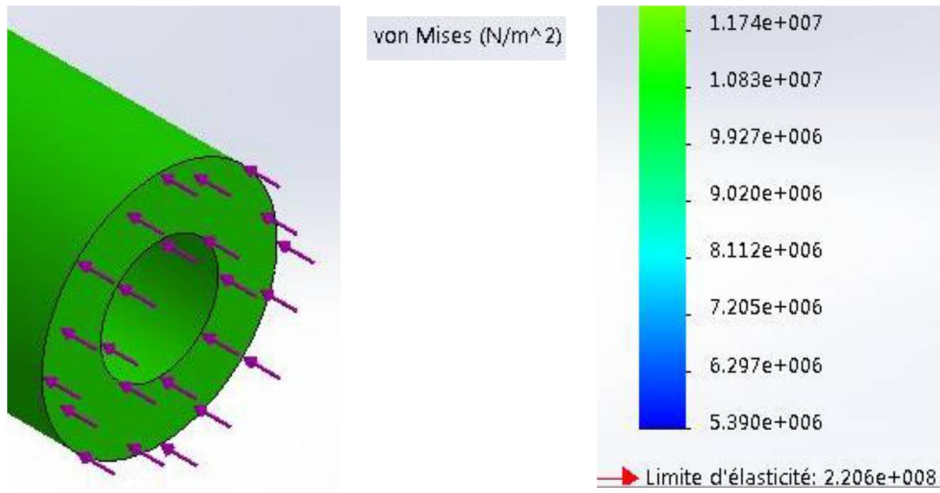 von Mises (N/m^2)
1.174e+007
1.083e+007
9.927e+006
9.020e+006
8.112e+006
7.205e+006
6.297e+006
5.390e+006
Limite d'élasticité: 2.206e+008